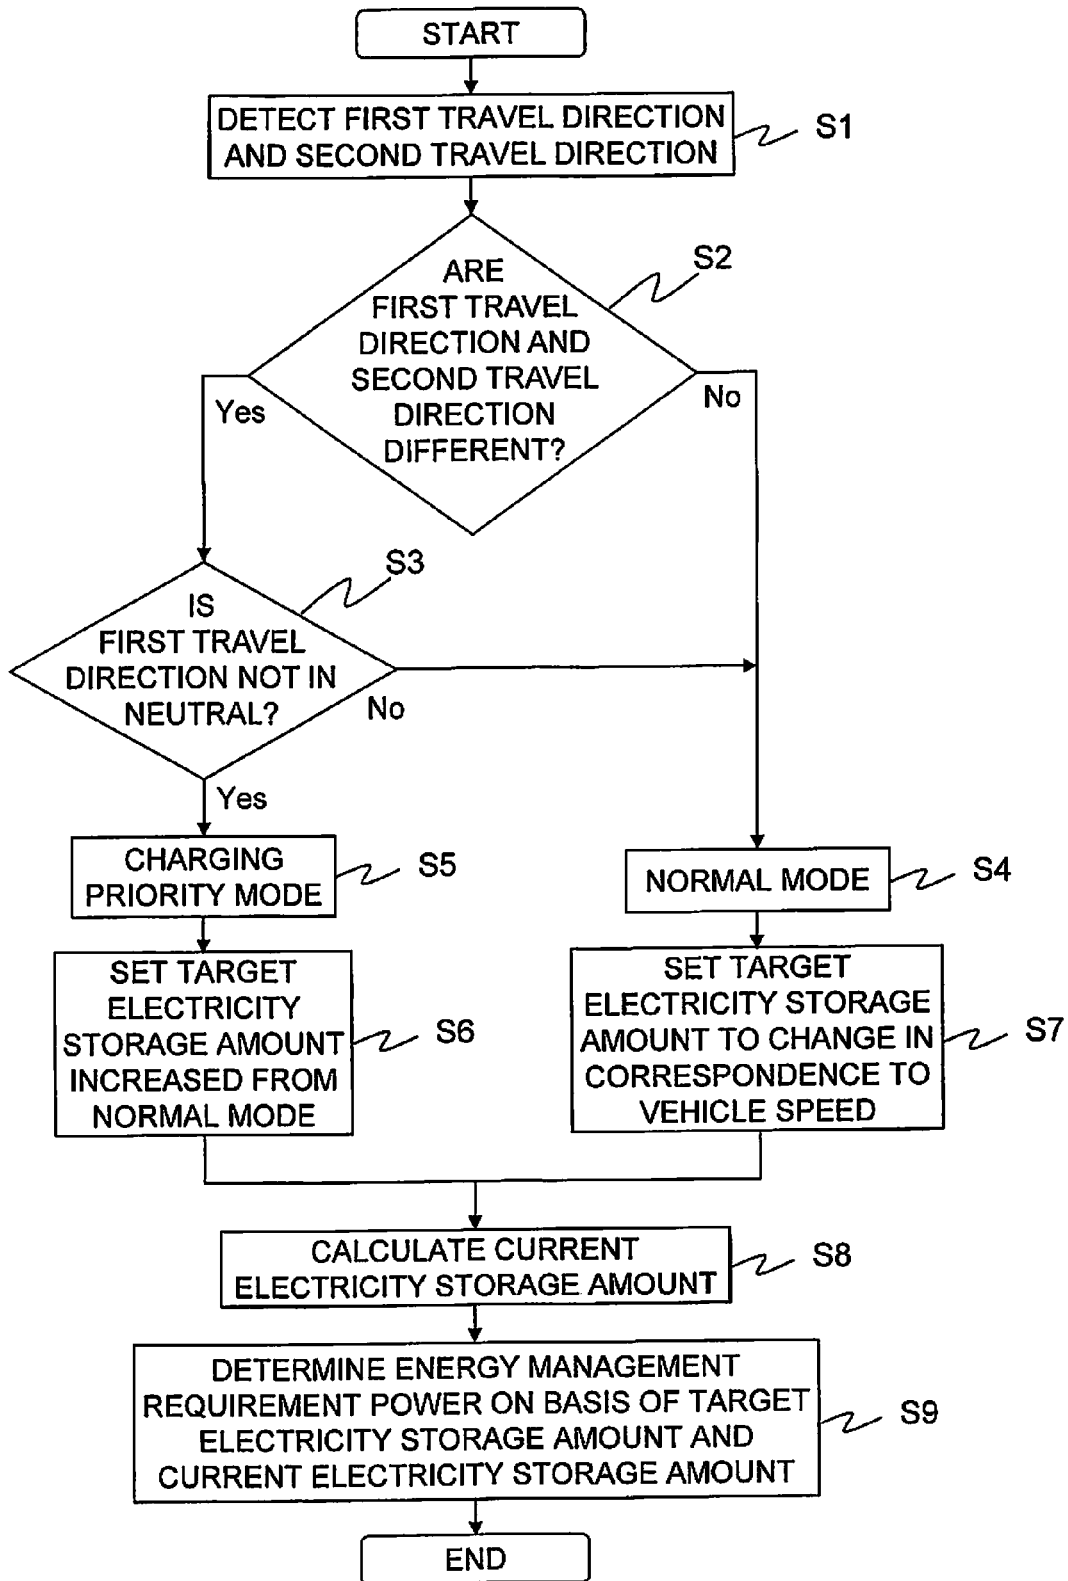 START
DETECT FIRST TRAVEL DIRECTION
AND SECOND TRAVEL DIRECTION
S1
ARE
FIRST TRAVEL
DIRECTION AND
SECOND TRAVEL
DIRECTION
DIFFERENT?
S2
Yes
No
IS
FIRST TRAVEL
DIRECTION NOT IN
NEUTRAL?
S3
No
Yes
CHARGING
PRIORITY MODE
S5
NORMAL MODE
S4
SET TARGET
ELECTRICITY
STORAGE AMOUNT
INCREASED FROM
NORMAL MODE
S6
SET TARGET
ELECTRICITY STORAGE
AMOUNT TO CHANGE IN
CORRESPONDENCE TO
VEHICLE SPEED
S7
CALCULATE CURRENT
ELECTRICITY STORAGE AMOUNT
S8
DETERMINE ENERGY MANAGEMENT
REQUIREMENT POWER ON BASIS OF TARGET
ELECTRICITY STORAGE AMOUNT AND
CURRENT ELECTRICITY STORAGE AMOUNT
S9
END